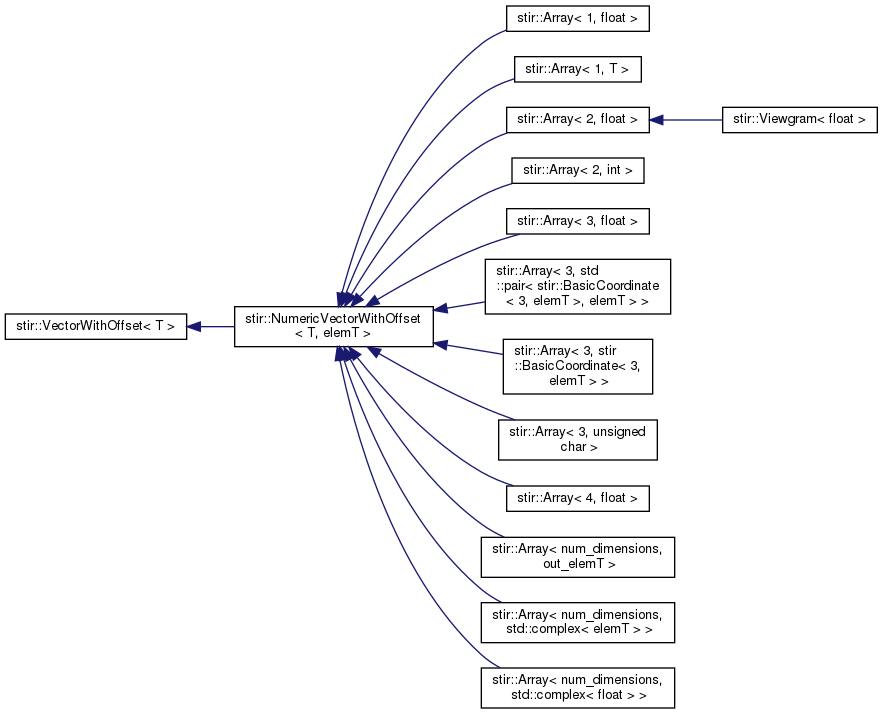 stir::Array< 1, float >
stir::Array< 1, T >
stir::Array< 2, float >
stir::Viewgram< float >
stir::Array< 2, int >
stir::Array< 3, float >
stir::Array< 3, std
::pair< stir::BasicCoordinate
< 3, elemT >, elemT > >
stir::VectorWithOffset< T >
stir::NumericVectorWithOffset
< T, elemT >
stir::Array< 3, stir
::BasicCoordinate< 3,
elemT > >
stir::Array< 3, unsigned
char >
stir::Array< 4, float >
stir::Array< num_dimensions,
out_elemT >
stir::Array< num_dimensions,
std::complex< elemT > >
stir::Array< num_dimensions,
std::complex< float > >